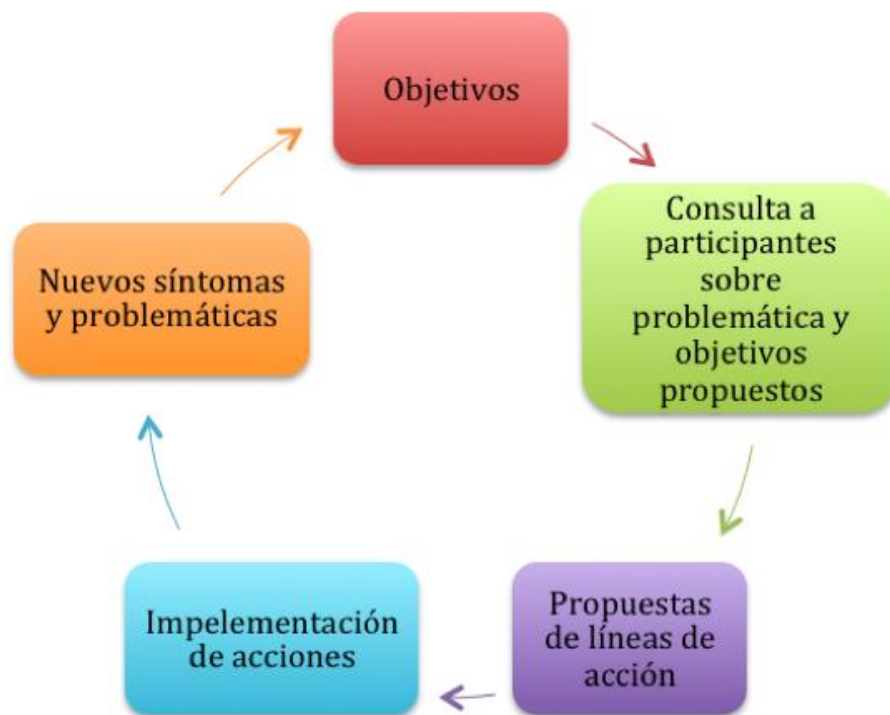 Objetivos
Consulta a
participantes
sobre
problemática y
objetivos
propuestos
Propuestas
de líneas de
acción
Impelementación
de acciones
Nuevos síntomas
y problemáticas